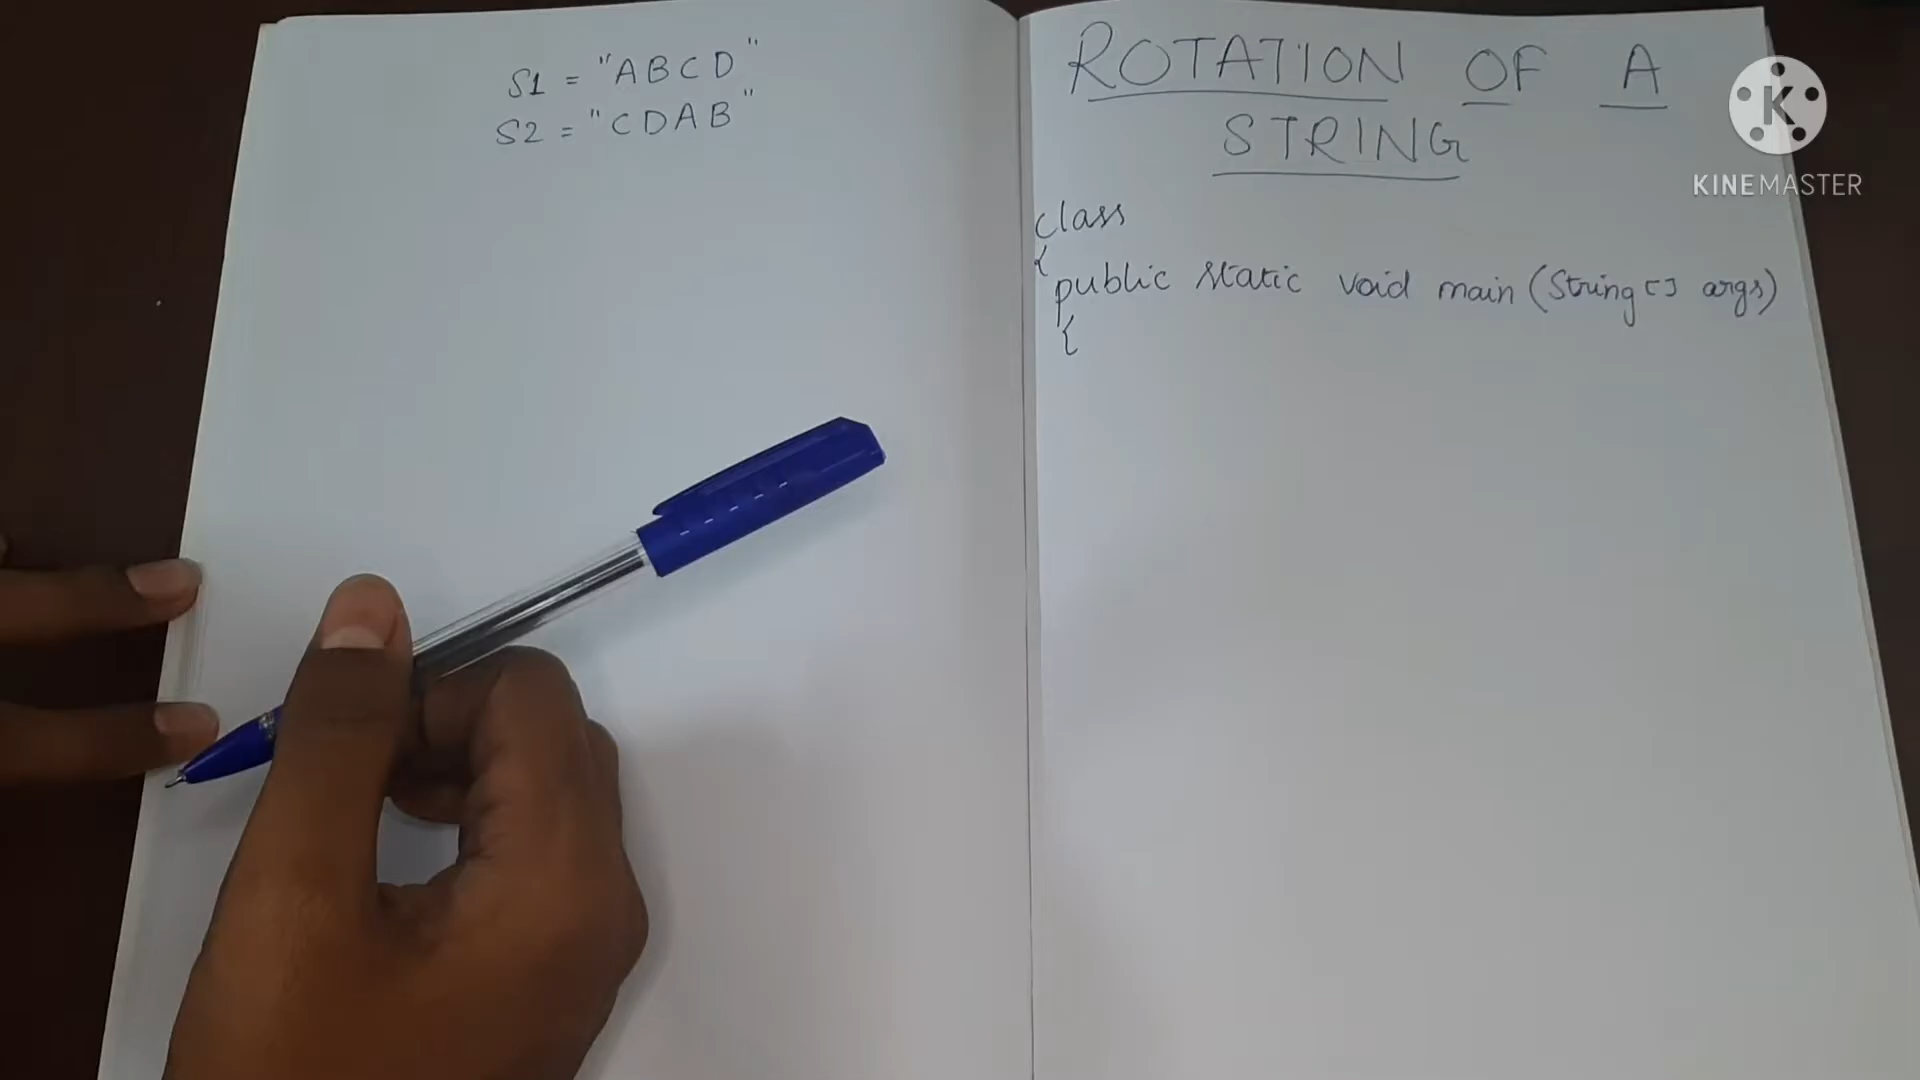 S1 = "ABCD"
S2 = "CDAB"
ROTATION OF A
STRING
class
{
public static void main (String [] args)
{
KINEMASTER